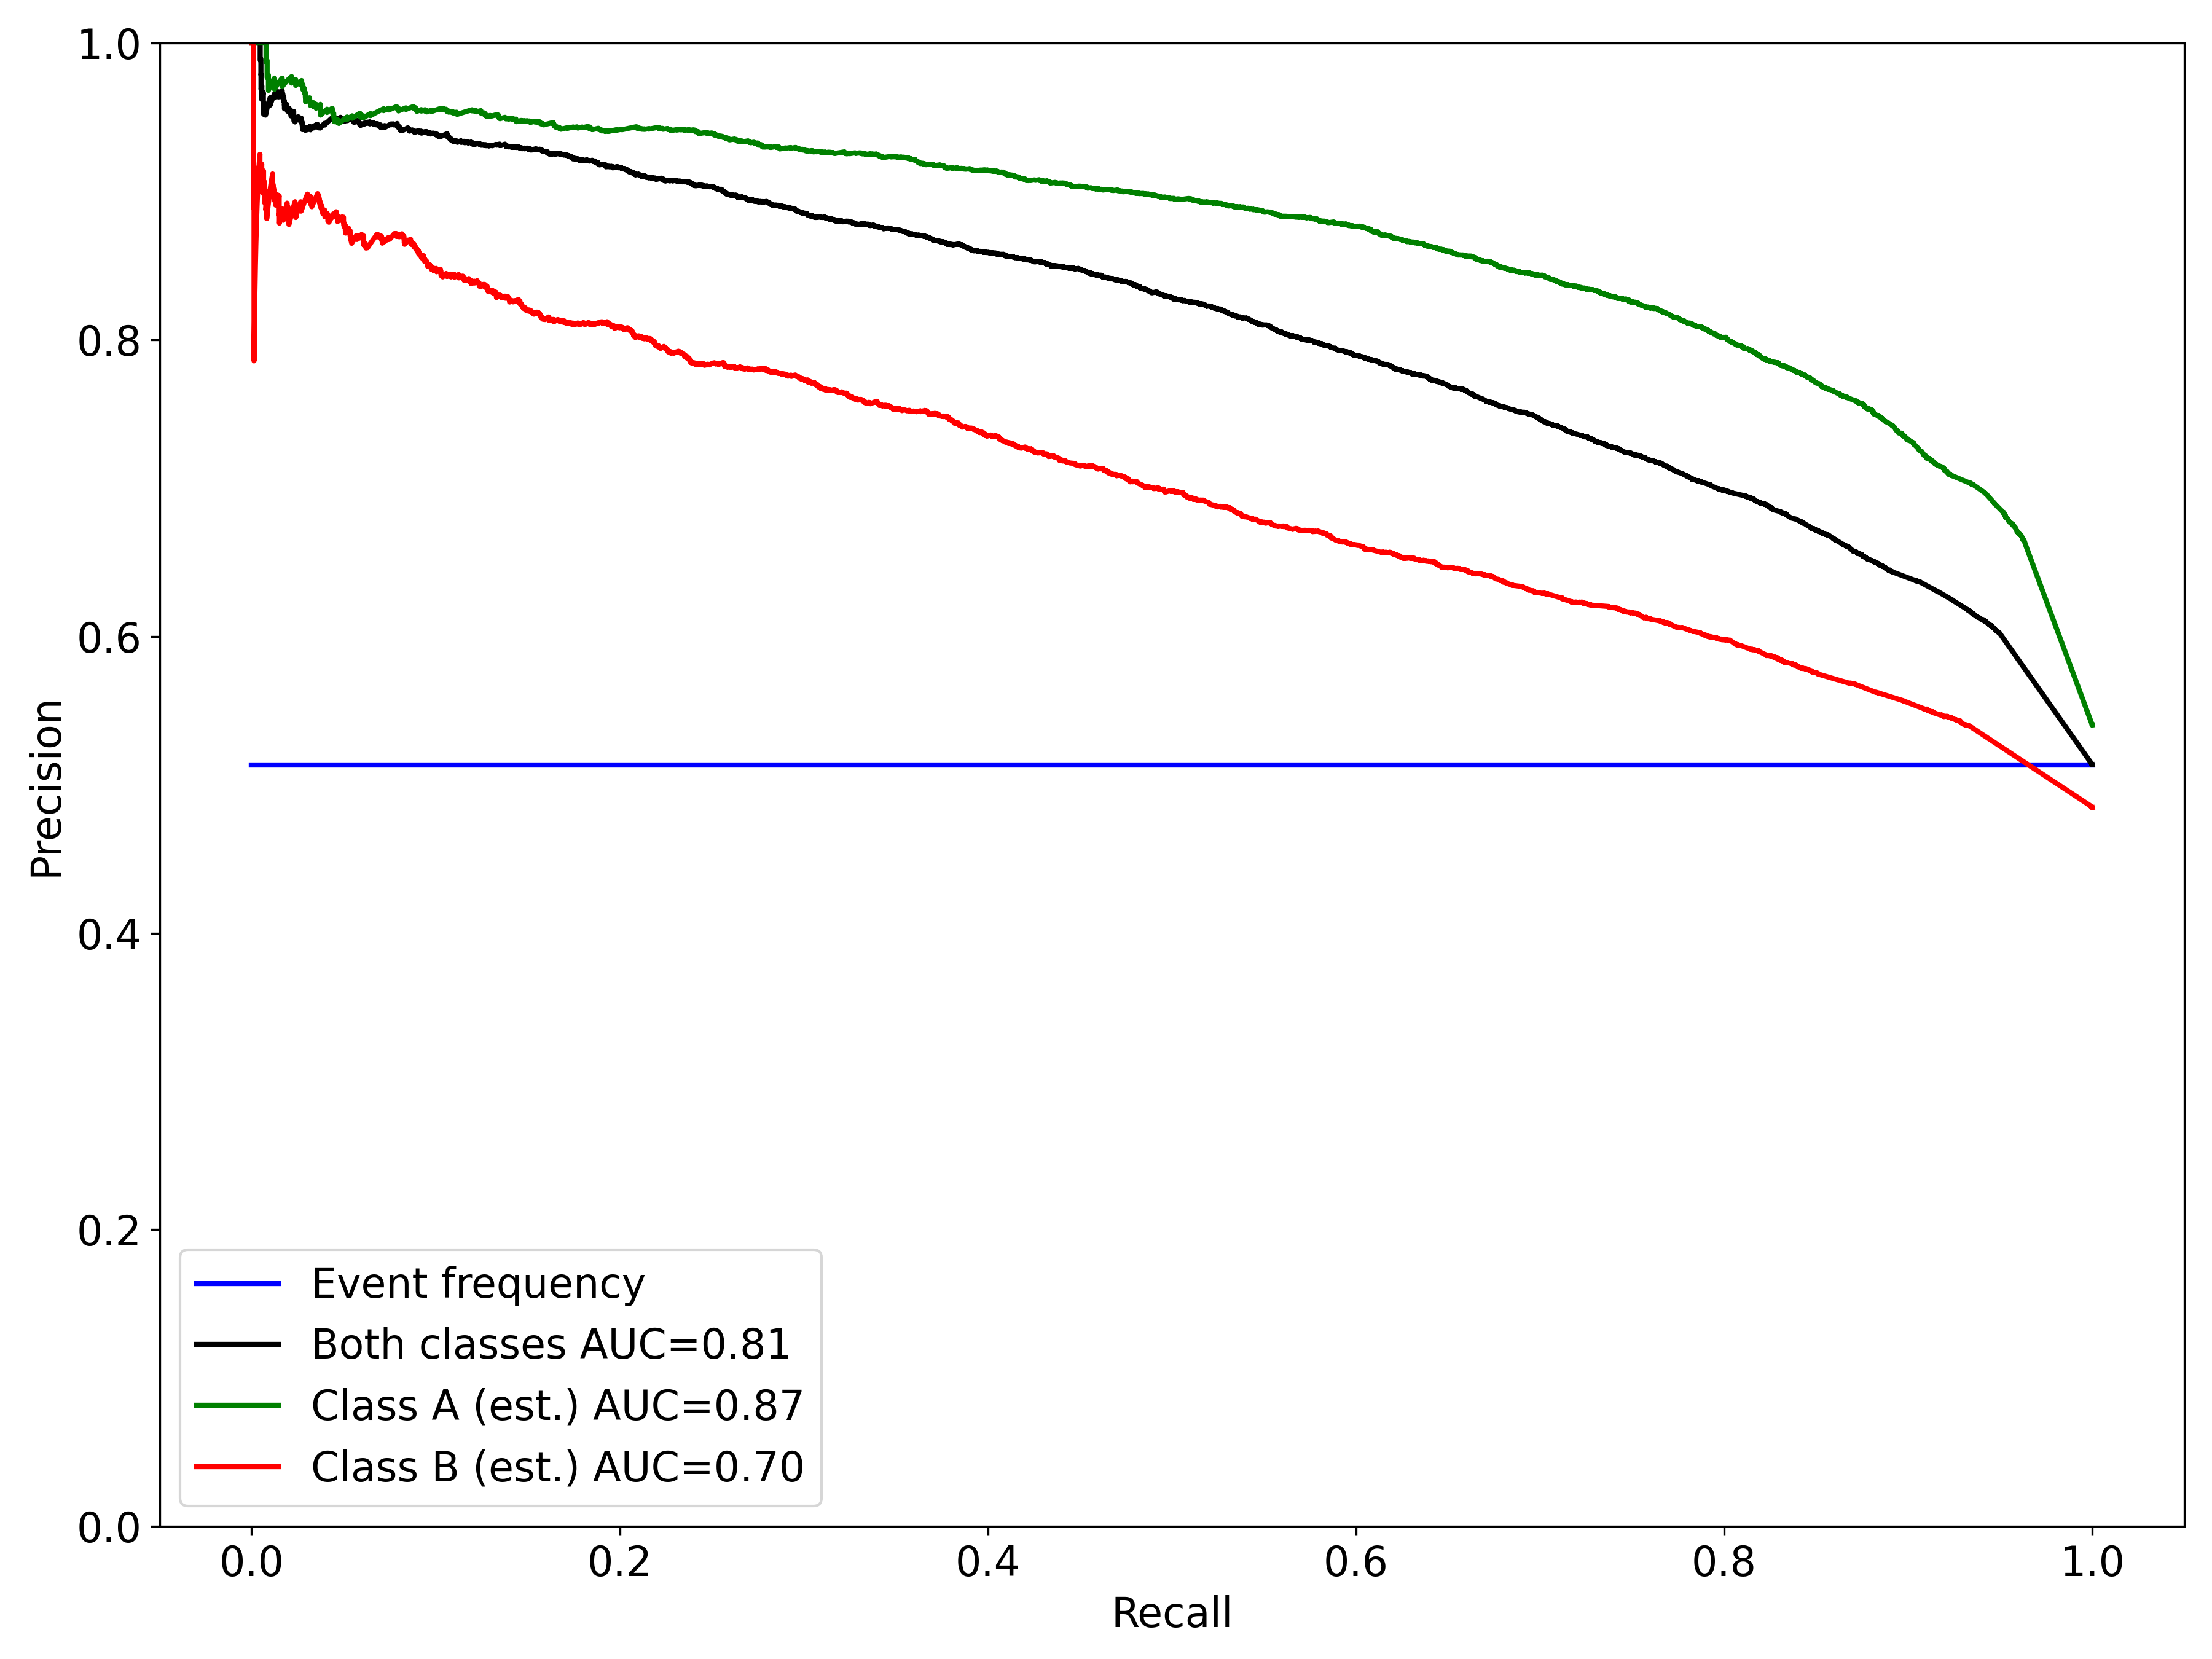 1.0
0.8
0.6
0.4
0.2
0.0
Precision
Event frequency
Both classes AUC=0.81
Class A (est.) AUC=0.87
Class B (est.) AUC=0.70
0.0 0.2 0.4 0.6 0.8 1.0
Recall